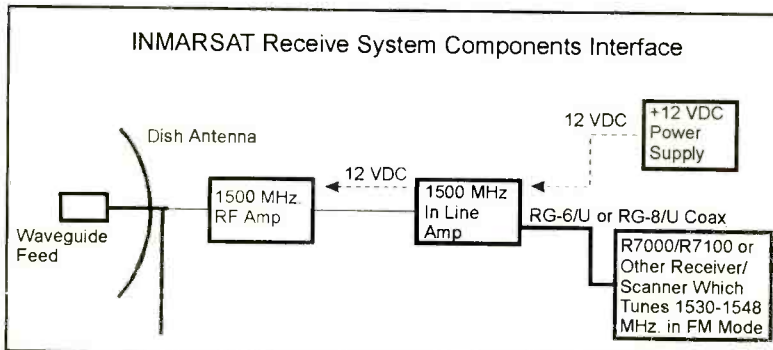 INMARSAT Receive System Components Interface
Dish Antenna
Waveguide
Feed
1500 MHz.
RF Amp
12 VDC
1500 MHz
In Line
Amp
12 VDC
+12 VDC
Power
Supply
RG-6/U or RG-8/U Coax
R7000/R7100 or
Other Receiver/
Scanner Which
Tunes 1530-1548
MHz. in FM Mode